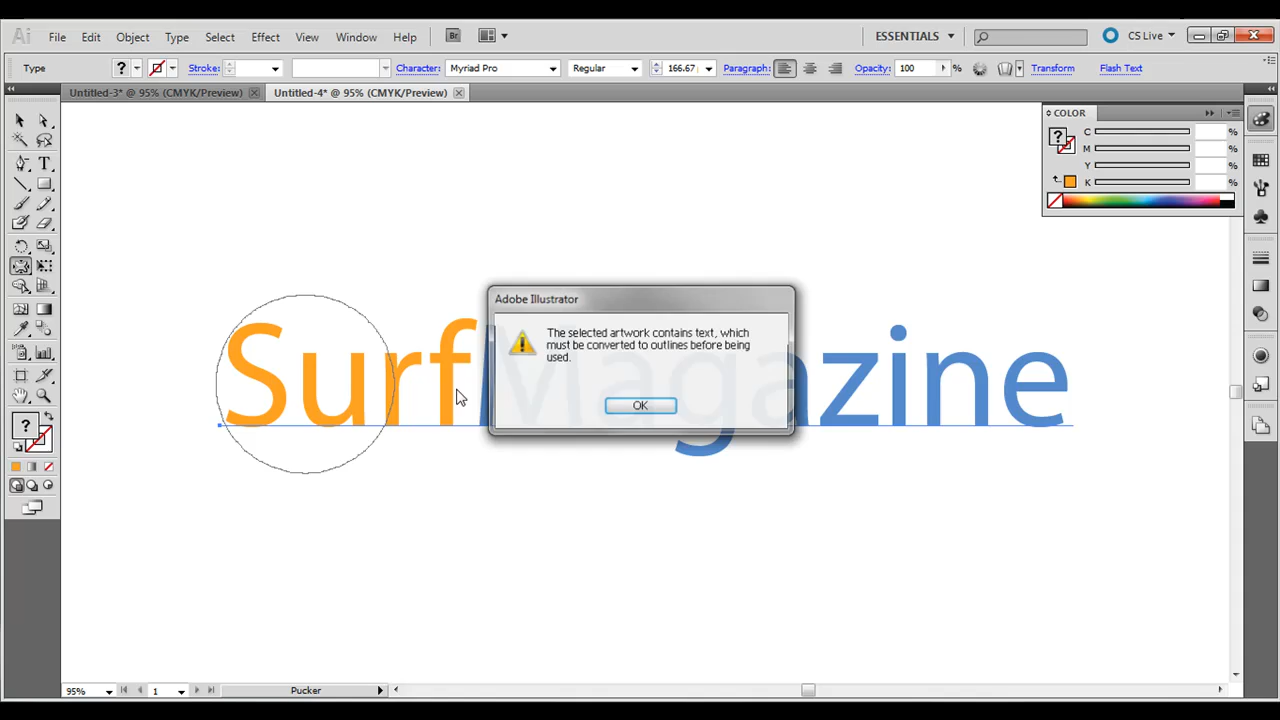 Ai File Edit Object Type Select Effect View Window Help Br ESSENTIALS CS Live
Type ? Stroke: Character: Myriad Pro Regular 166.67 Paragraph: Opacity: 100 % Transform Flash Text
Untitled-3* @ 95% (CMYK/Preview) Untitled-4* @ 95% (CMYK/Preview)
COLOR
? C %
M %
Y %
K %
Adobe Illustrator
The selected artwork contains text, which
must be converted to outlines before being
used.
OK
SurfMagazine
?
95% 1 Pucker